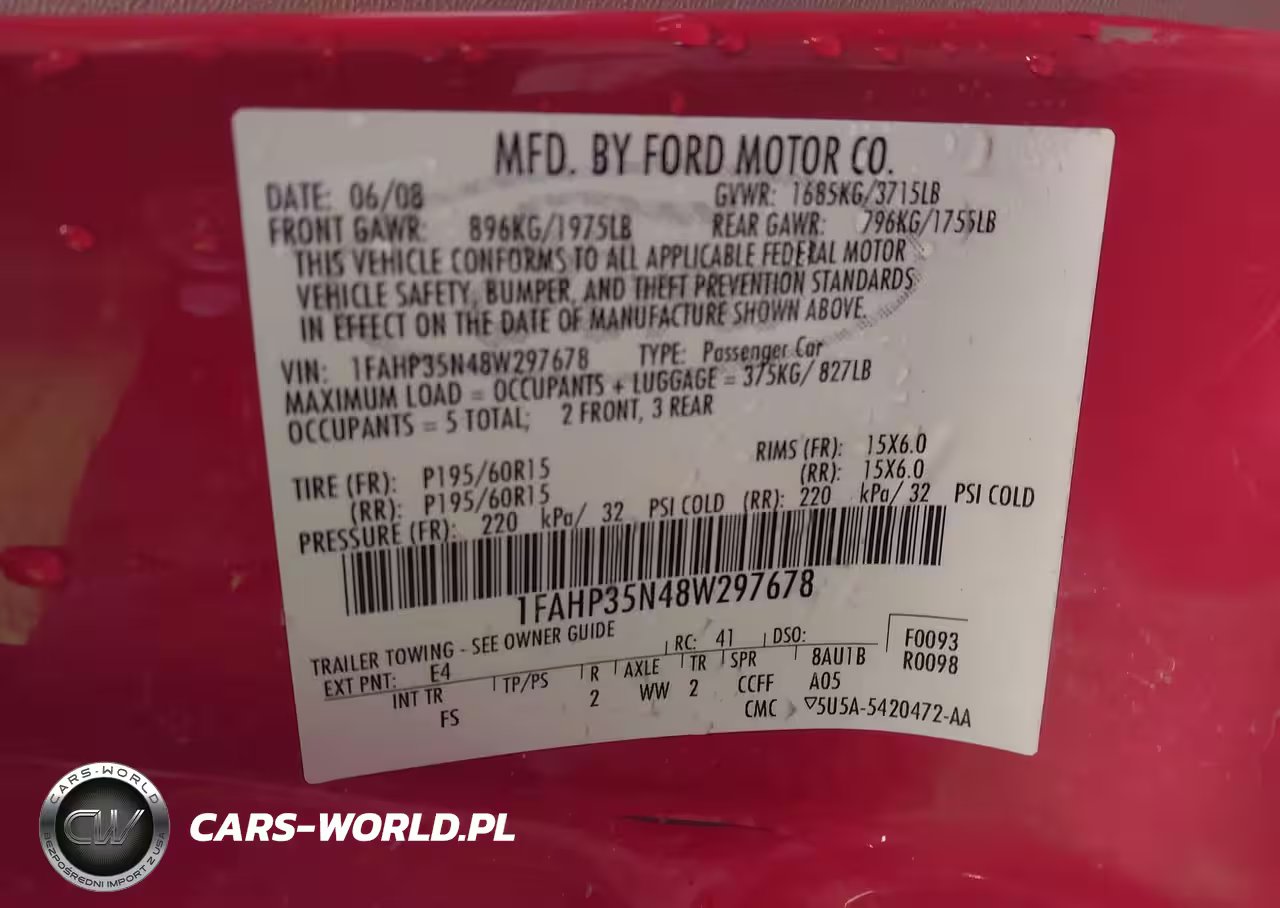 MFD. BY FORD MOTOR CO.
DATE: 06/08 GVWR: 1685KG/3715LB
FRONT GAWR: 896KG/1975LB REAR GAWR: 796KG/1755LB
THIS VEHICLE CONFORMS TO ALL APPLICABLE FEDERAL MOTOR
VEHICLE SAFETY, BUMPER, AND THEFT PREVENTION STANDARDS
IN EFFECT ON THE DATE OF MANUFACTURE SHOWN ABOVE.
VIN: 1FAHP35N48W297678 TYPE: Passenger Car
MAXIMUM LOAD = OCCUPANTS + LUGGAGE = 375KG/ 827LB
OCCUPANTS = 5 TOTAL; 2 FRONT, 3 REAR
TIRE (FR): P195/60R15 RIMS (FR): 15X6.0
(RR): P195/60R15 (RR): 15X6.0
PRESSURE (FR): 220 kPa/ 32 PSI COLD (RR): 220 kPa/ 32 PSI COLD
1FAHP35N48W297678
TRAILER TOWING - SEE OWNER GUIDE
EXT PNT: E4 RC: 41 DSO: F0093
INT TR TP/PS R AXLE TR SPR 8AU1B R0098
FS 2 WW 2 CCFF A05
CMC ▽5U5A-5420472-AA
CARS-WORLD
CW
BEZPOŚREDNI IMPORT Z USA
CARS-WORLD.PL